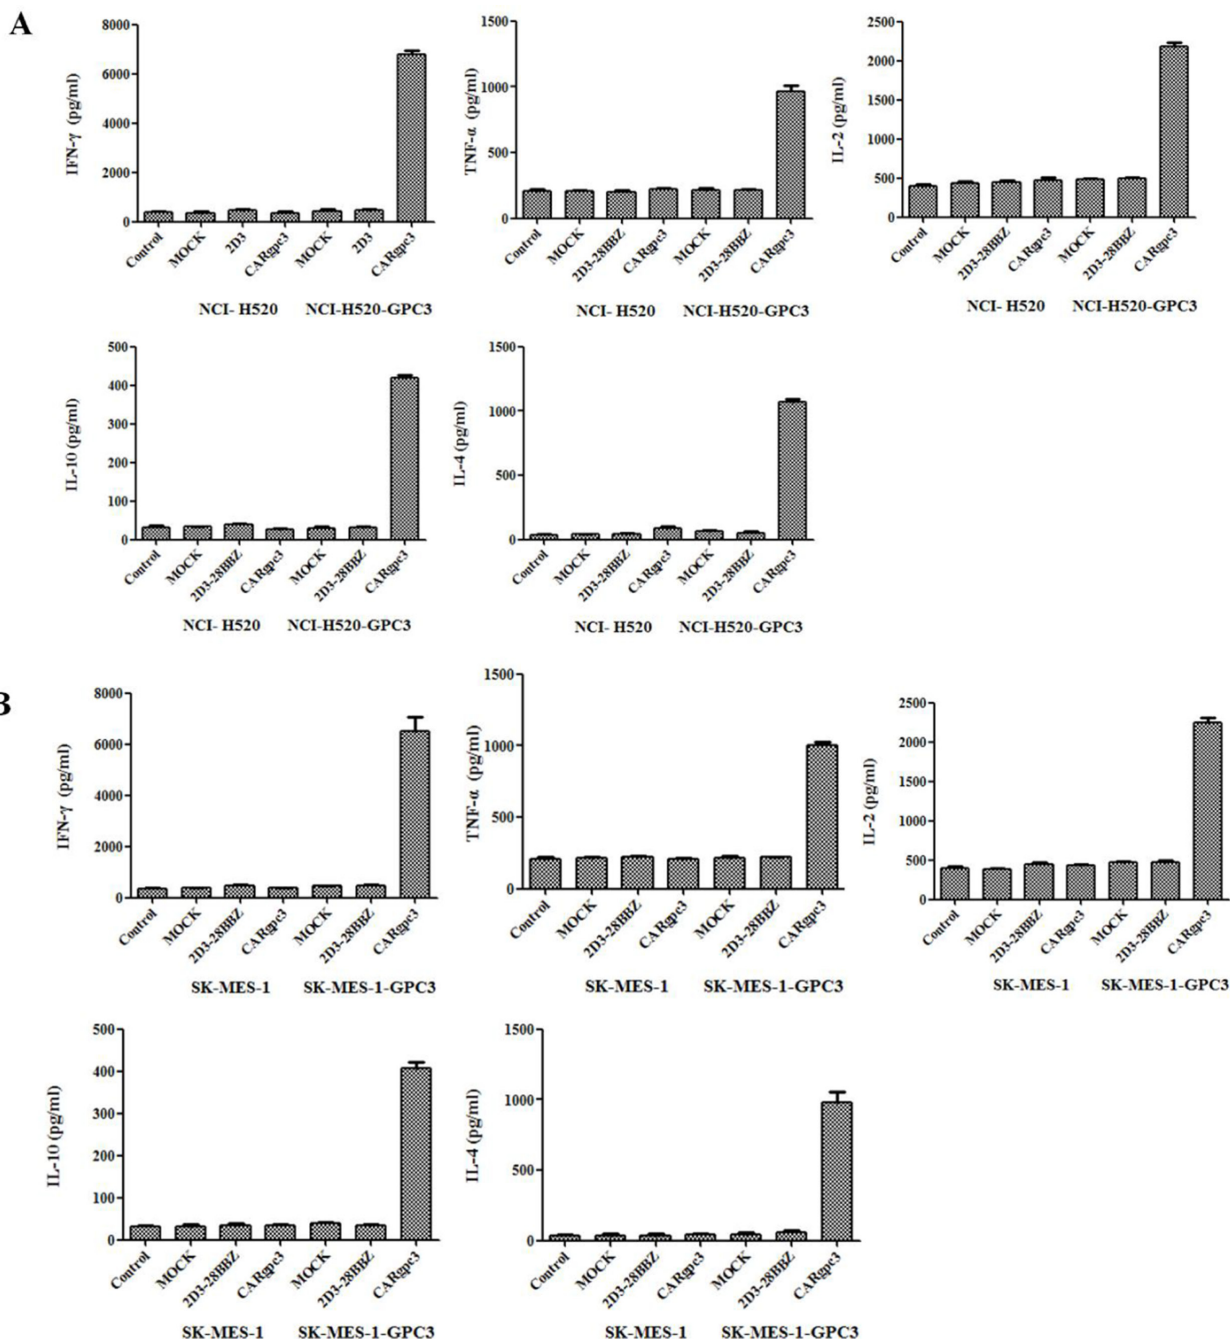 A
IFN-γ (pg/ml)
8000
6000
4000
2000
0
Control
MOCK
2D3
CARgpc3
MOCK
2D3
CARgpc3
NCI- H520
NCI-H520-GPC3
TNF-α (pg/ml)
1500
1000
500
0
Control
MOCK
2D3-28BBZ
CARgpc3
MOCK
2D3-28BBZ
CARgpc3
NCI- H520
NCI-H520-GPC3
IL-2 (pg/ml)
2500
2000
1500
1000
500
0
Control
MOCK
2D3-28BBZ
CARgpc3
MOCK
2D3-28BBZ
CARgpc3
NCI- H520
NCI-H520-GPC3
IL-10 (pg/ml)
500
400
300
200
100
0
Control
MOCK
2D3-28BBZ
CARgpc3
MOCK
2D3-28BBZ
CARgpc3
NCI- H520
NCI-H520-GPC3
IL-4 (pg/ml)
1500
1000
500
0
Control
MOCK
2D3-28BBZ
CARgpc3
MOCK
2D3-28BBZ
CARgpc3
NCI- H520
NCI-H520-GPC3
B
IFN-γ (pg/ml)
8000
6000
4000
2000
0
Control
MOCK
2D3-28BBZ
CARgpc3
MOCK
2D3-28BBZ
CARgpc3
SK-MES-1
SK-MES-1-GPC3
TNF-α (pg/ml)
1500
1000
500
0
Control
MOCK
2D3-28BBZ
CARgpc3
MOCK
2D3-28BBZ
CARgpc3
SK-MES-1
SK-MES-1-GPC3
IL-2 (pg/ml)
2500
2000
1500
1000
500
0
Control
MOCK
2D3-28BBZ
CARgpc3
MOCK
2D3-28BBZ
CARgpc3
SK-MES-1
SK-MES-1-GPC3
IL-10 (pg/ml)
500
400
300
200
100
0
Control
MOCK
2D3-28BBZ
CARgpc3
MOCK
2D3-28BBZ
CARgpc3
SK-MES-1
SK-MES-1-GPC3
IL-4 (pg/ml)
1500
1000
500
0
Control
MOCK
2D3-28BBZ
CARgpc3
MOCK
2D3-28BBZ
CARgpc3
SK-MES-1
SK-MES-1-GPC3